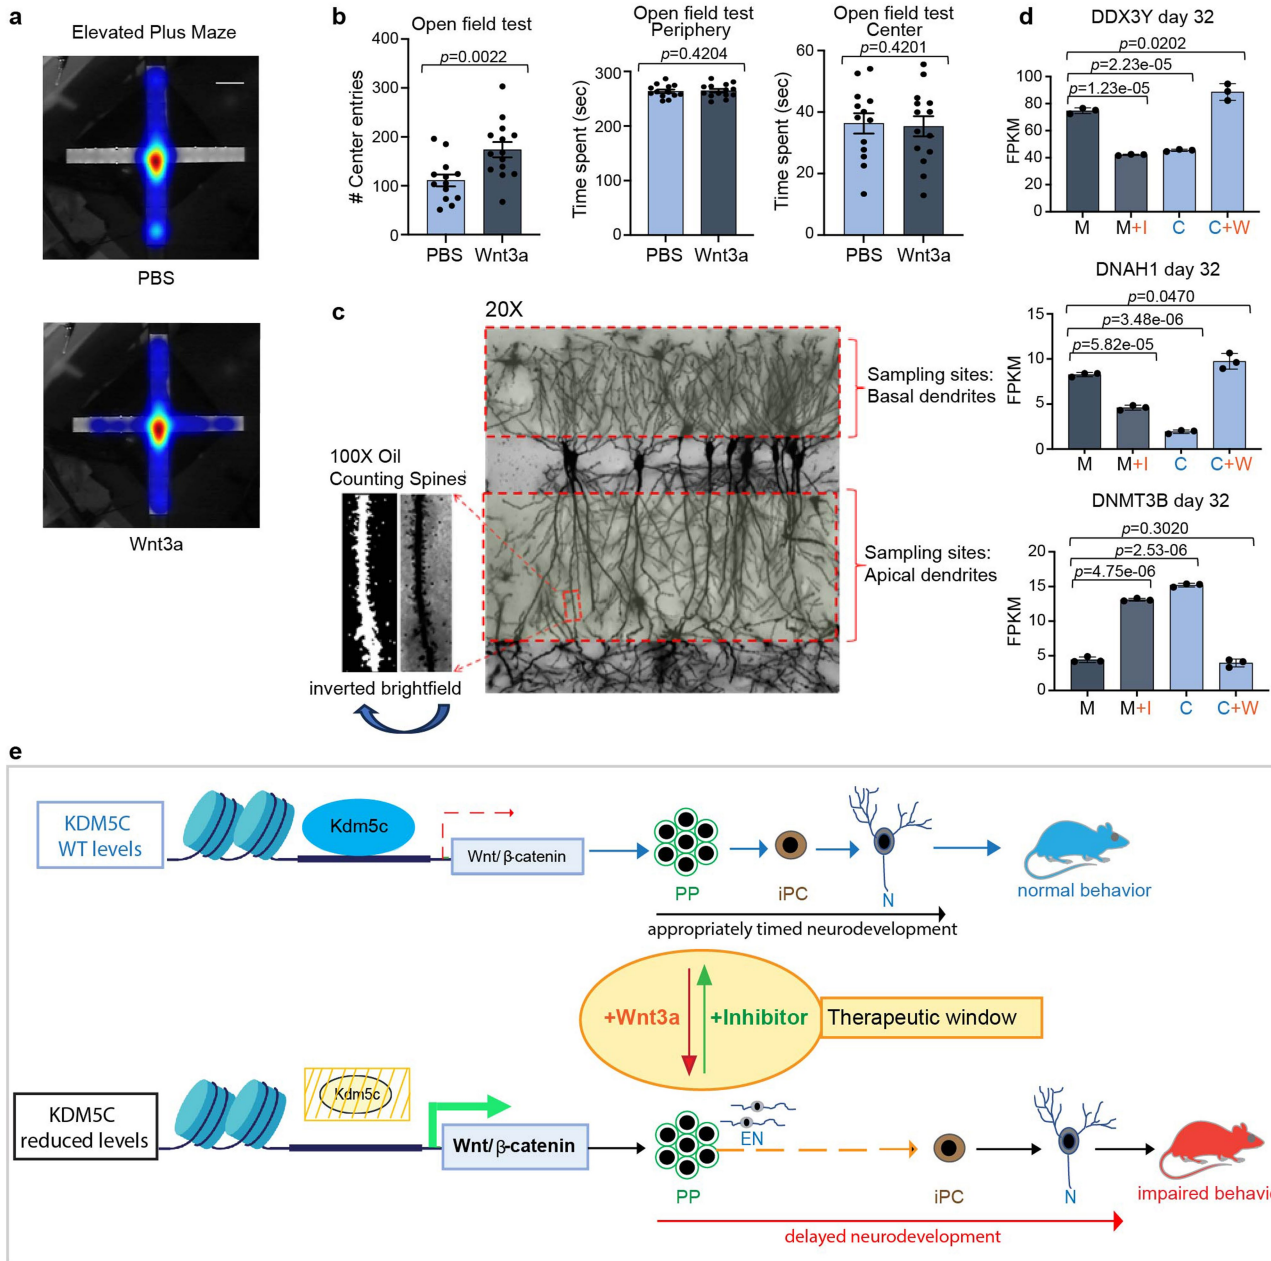 a
Elevated Plus Maze
PBS
Wnt3a
b
Open field test
p=0.0022
# Center entries
400
300
200
100
0
PBS Wnt3a
Open field test
Periphery
p=0.4204
Time spent (sec)
300
200
100
0
PBS Wnt3a
Open field test
Center
p=0.4201
Time spent (sec)
60
40
20
0
PBS Wnt3a
c
20X
Sampling sites:
Basal dendrites
100X Oil
Counting Spines
Sampling sites:
Apical dendrites
inverted brightfield
d
DDX3Y day 32
p=0.0202
p=2.23e-05
p=1.23e-05
FPKM
100
80
60
40
20
0
M M+I C C+W
DNAH1 day 32
p=0.0470
p=3.48e-06
p=5.82e-05
FPKM
15
10
5
0
M M+I C C+W
DNMT3B day 32
p=0.3020
p=2.53-06
p=4.75e-06
FPKM
20
15
10
5
0
M M+I C C+W
e
KDM5C
WT levels
Kdm5c
Wnt/β-catenin
PP
iPC
N
normal behavior
appropriately timed neurodevelopment
+Wnt3a
+Inhibitor
Therapeutic window
KDM5C
reduced levels
Kdm5c
Wnt/β-catenin
EN
PP
iPC
N
impaired behavi
delayed neurodevelopment